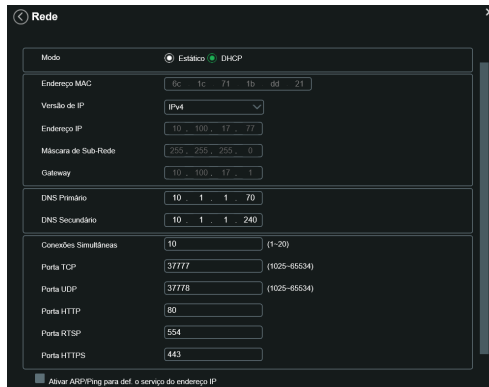 Rede
Modo Estático DHCP
Endereço MAC 6c 1c 71 1b dd 21
Versão de IP IPv4
Endereço IP 10 . 100 . 17 . 77
Máscara de Sub-Rede 255 . 255 . 255 . 0
Gateway 10 . 100 . 17 . 1
DNS Primário 10 . 1 . 1 . 70
DNS Secundário 10 . 1 . 1 . 240
Conexões Simultâneas 10 (1~20)
Porta TCP 37777 (1025~65534)
Porta UDP 37778 (1025~65534)
Porta HTTP 80
Porta RTSP 554
Porta HTTPS 443
Ativar ARP/Ping para def. o serviço do endereço IP